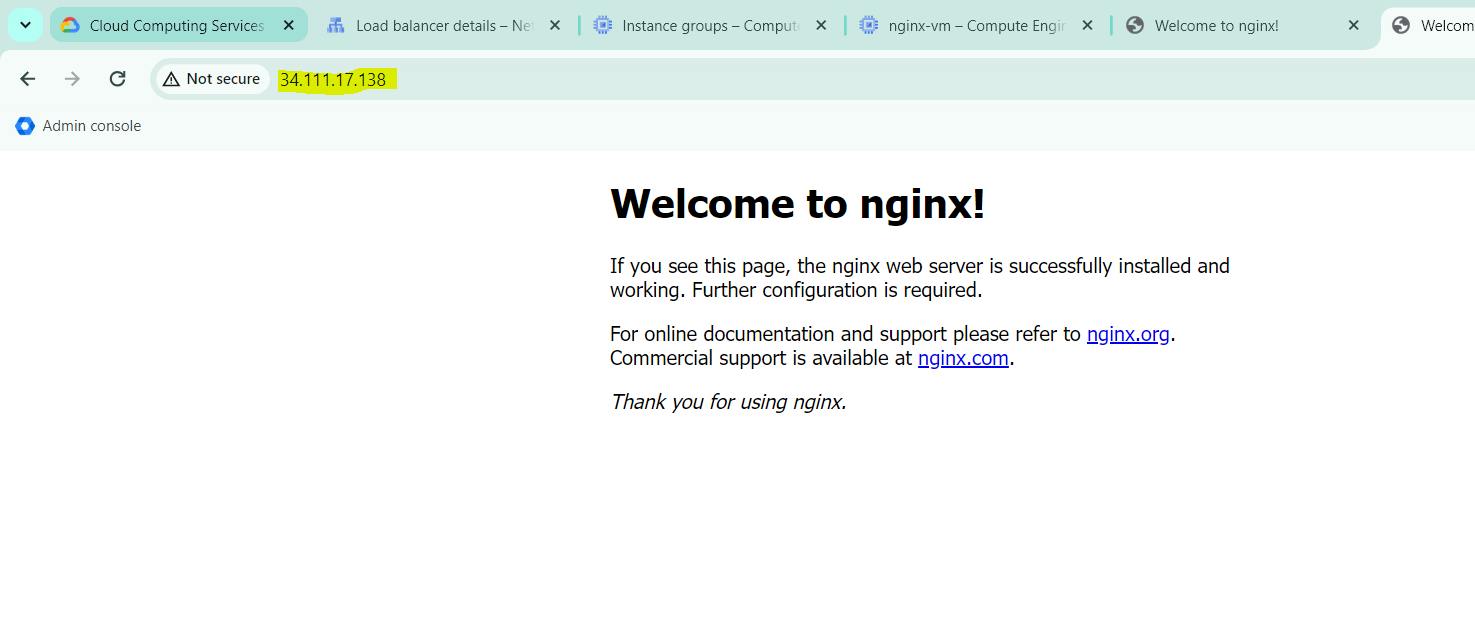 Cloud Computing Services
Load balancer details – Net
Instance groups – Compute
nginx-vm – Compute Engin
Welcome to nginx!
Welcom
Not secure
34.111.17.138
Admin console
Welcome to nginx!
If you see this page, the nginx web server is successfully installed and
working. Further configuration is required.
For online documentation and support please refer to nginx.org.
Commercial support is available at nginx.com.
Thank you for using nginx.